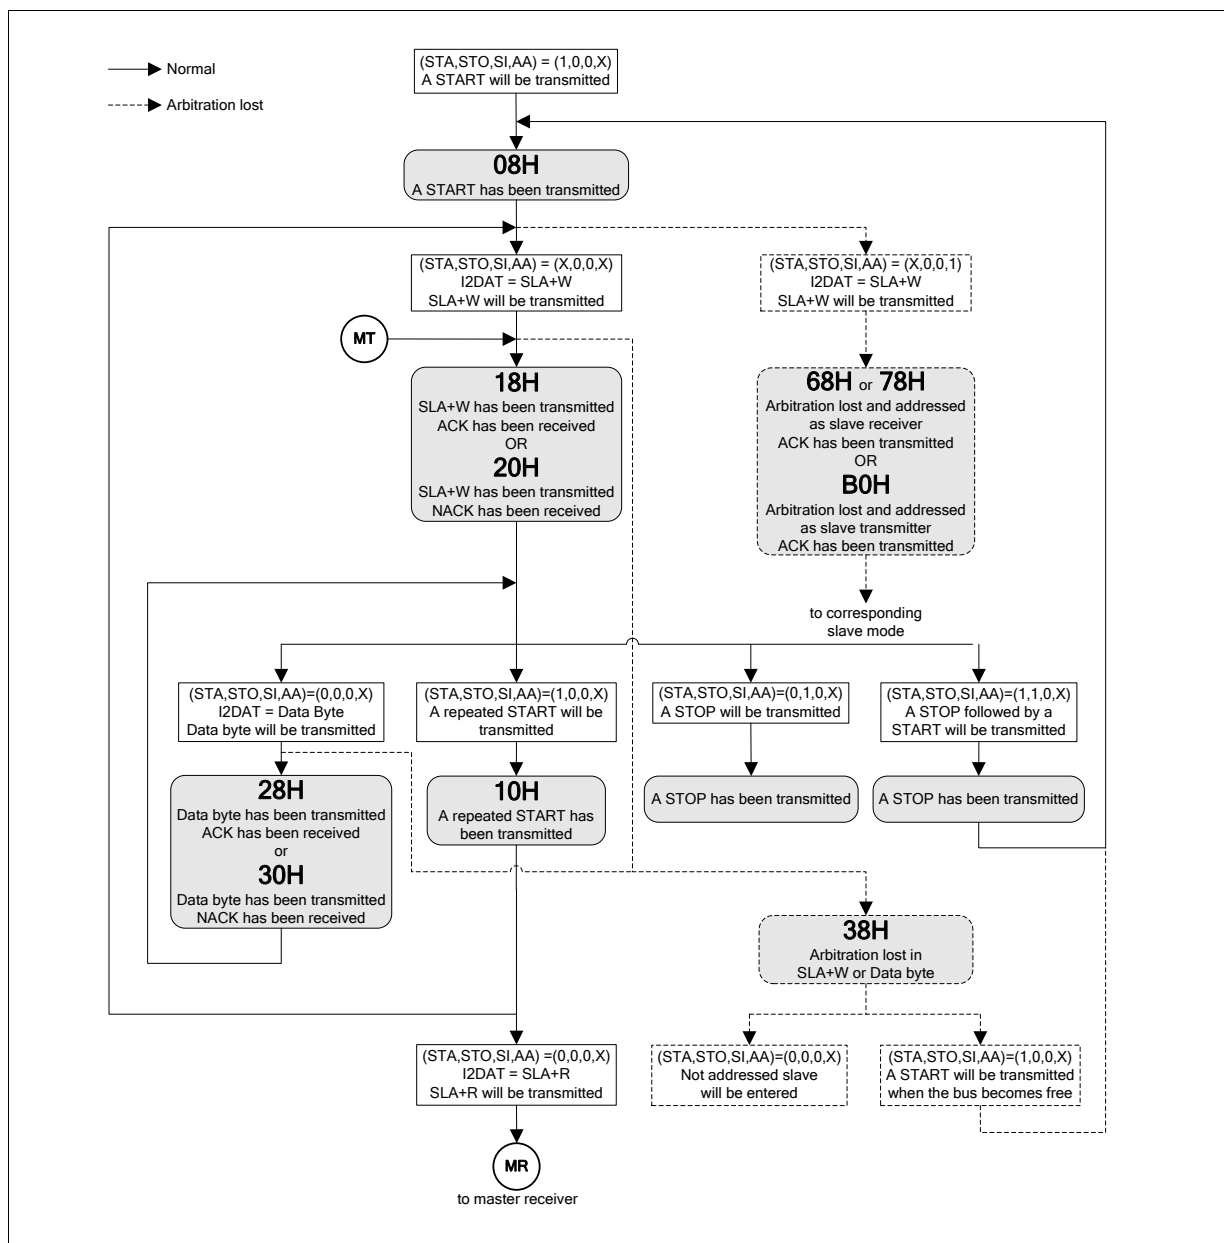 (STA,STO,SI,AA) = (1,0,0,X)
A START will be transmitted
Normal
Arbitration lost
08H
A START has been transmitted
(STA,STO,SI,AA) = (X,0,0,X)
I2DAT = SLA+W
SLA+W will be transmitted
(STA,STO,SI,AA) = (X,0,0,1)
I2DAT = SLA+W
SLA+W will be transmitted
MT
18H
SLA+W has been transmitted
ACK has been received
OR
20H
SLA+W has been transmitted
NACK has been received
68H or 78H
Arbitration lost and addressed
as slave receiver
ACK has been transmitted
OR
B0H
Arbitration lost and addressed
as slave transmitter
ACK has been transmitted
to corresponding
slave mode
(STA,STO,SI,AA)=(0,0,0,X)
I2DAT = Data Byte
Data byte will be transmitted
(STA,STO,SI,AA)=(1,0,0,X)
A repeated START will be
transmitted
(STA,STO,SI,AA)=(0,1,0,X)
A STOP will be transmitted
(STA,STO,SI,AA)=(1,1,0,X)
A STOP followed by a
START will be transmitted
28H
Data byte has been transmitted
ACK has been received
or
30H
Data byte has been transmitted
NACK has been received
10H
A repeated START has
been transmitted
A STOP has been transmitted
A STOP has been transmitted
38H
Arbitration lost in
SLA+W or Data byte
(STA,STO,SI,AA) =(0,0,0,X)
I2DAT = SLA+R
SLA+R will be transmitted
(STA,STO,SI,AA)=(0,0,0,X)
Not addressed slave
will be entered
(STA,STO,SI,AA)=(1,0,0,X)
A START will be transmitted
when the bus becomes free
MR
to master receiver